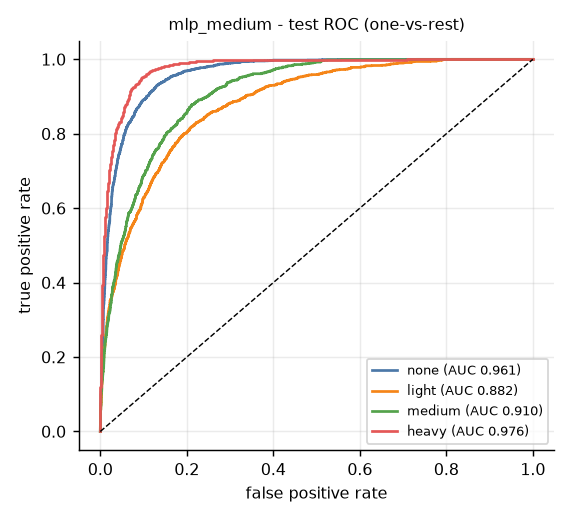 mlp_medium - test ROC (one-vs-rest)
true positive rate
1.0
0.8
0.6
0.4
0.2
0.0
none (AUC 0.961)
light (AUC 0.882)
medium (AUC 0.910)
heavy (AUC 0.976)
0.0 0.2 0.4 0.6 0.8 1.0
false positive rate